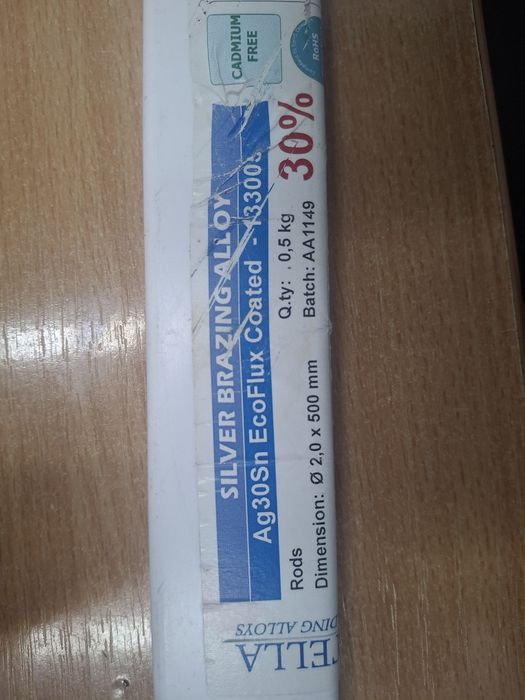 CADMIUM
FREE
RoHS
SILVER BRAZING ALLOY
Ag30Sn EcoFlux Coated -
30%
Rods
Q.ty: 0,5 kg
Dimension: Ø 2,0 x 500 mm
Batch: AA1149
TELLA
DING ALLOYS